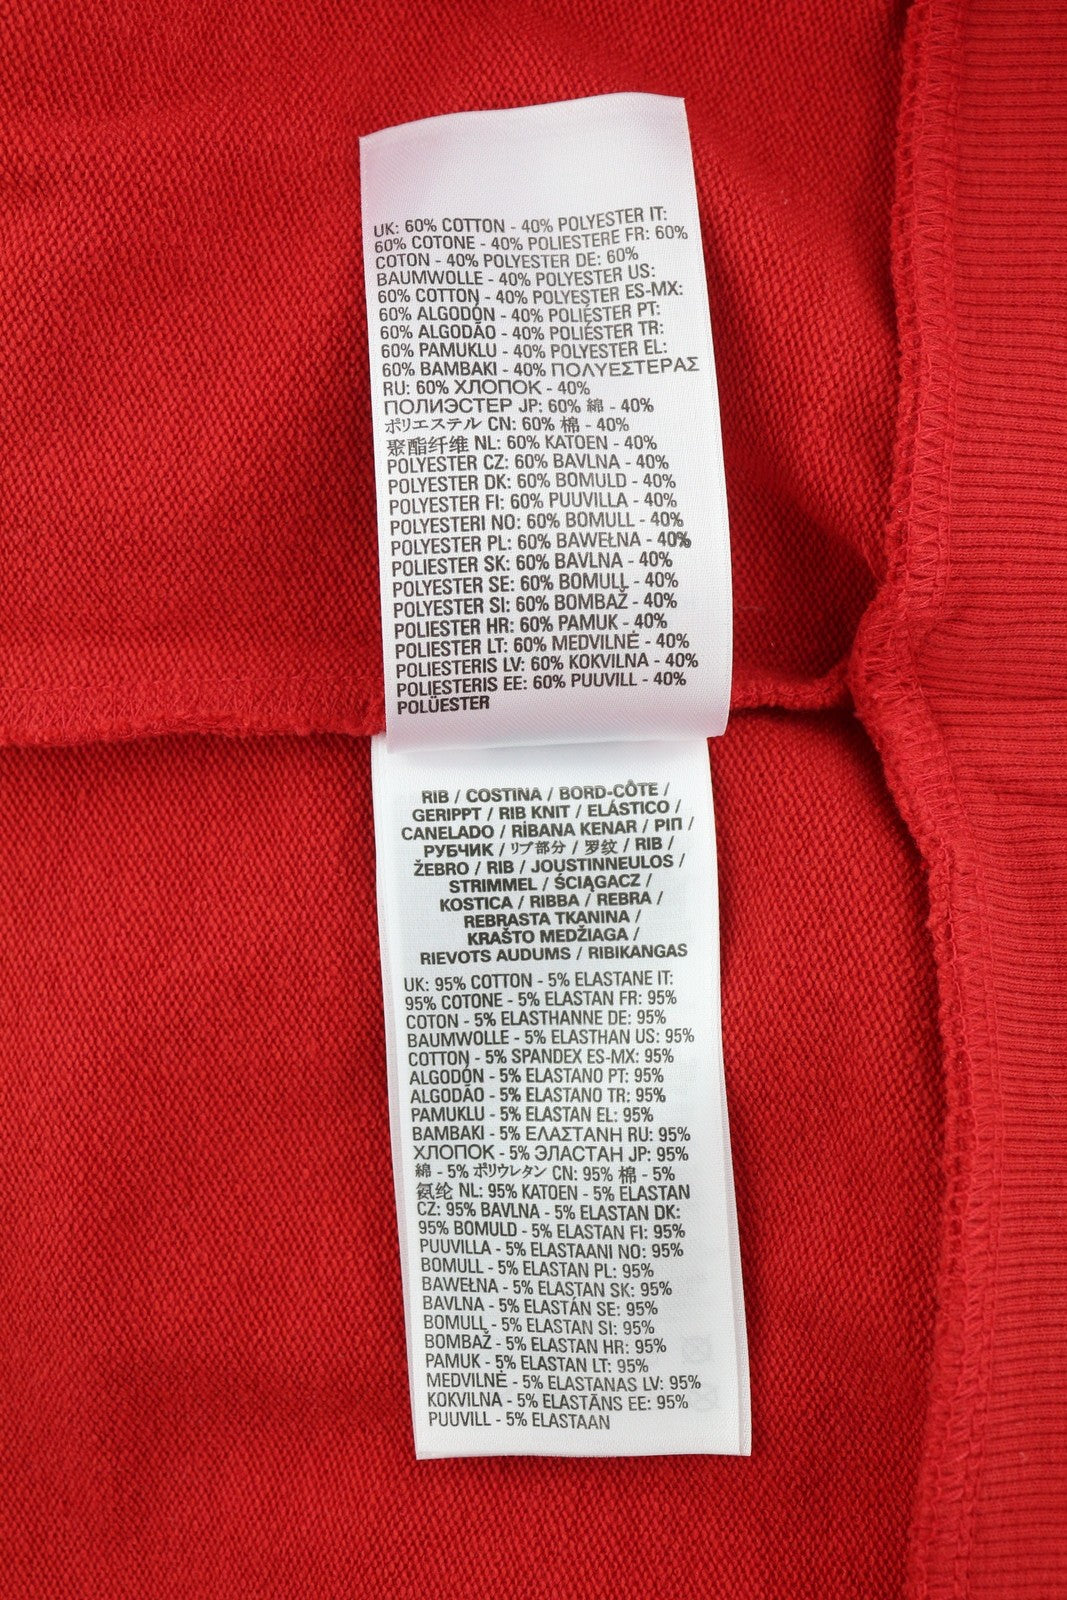 UK: 60% COTTON - 40% POLYESTER IT:
60% COTONE - 40% POLIESTERE FR: 60%
COTON - 40% POLYESTER DE: 60%
BAUMWOLLE - 40% POLYESTER US:
60% COTTON - 40% POLYESTER ES-MX:
60% ALGODÓN - 40% POLIÉSTER PT:
60% ALGODÃO - 40% POLIÉSTER TR:
60% PAMUKLU - 40% POLYESTER EL:
60% ΒΑΜΒΑΚΙ - 40% ΠΟΛΥΕΣΤΕΡΑΣ
RU: 60% ХЛОПОК - 40%
ПОЛИЭСТЕР JP: 60% 綿 - 40%
ポリエステル CN: 60% 棉 - 40%
聚酯纤维 NL: 60% KATOEN - 40%
POLYESTER CZ: 60% BAVLNA - 40%
POLYESTER DK: 60% BOMULD - 40%
POLYESTER FI: 60% PUUVILLA - 40%
POLYESTERI NO: 60% BOMULL - 40%
POLYESTER PL: 60% BAWEŁNA - 40%
POLIESTER SK: 60% BAVLNA - 40%
POLYESTER SE: 60% BOMULL - 40%
POLYESTER SI: 60% BOMBAŽ - 40%
POLIESTER HR: 60% PAMUK - 40%
POLIESTER LT: 60% MEDVILNĖ - 40%
POLIESTERIS LV: 60% KOKVILNA - 40%
POLIESTERIS EE: 60% PUUVILL - 40%
POLÜESTER
RIB / COSTINA / BORD-CÔTE /
GERIPPT / RIB KNIT / ELÁSTICO /
CANELADO / RİBANA KENAR / ΡΙΠ /
РУБЧИК / リブ部分 / 罗纹 / RIB /
ŽEBRO / RIB / JOUSTINNEULOS /
STRIMMEL / ŚCIĄGACZ /
KOSTICA / RIBBA / REBRA /
REBRASTA TKANINA /
KRAŠTO MEDŽIAGA /
RIEVOTS AUDUMS / RIBIKANGAS
UK: 95% COTTON - 5% ELASTANE IT:
95% COTONE - 5% ELASTAN FR: 95%
COTON - 5% ELASTHANNE DE: 95%
BAUMWOLLE - 5% ELASTHAN US: 95%
COTTON - 5% SPANDEX ES-MX: 95%
ALGODÓN - 5% ELASTANO PT: 95%
ALGODÃO - 5% ELASTANO TR: 95%
PAMUKLU - 5% ELASTAN EL: 95%
ΒΑΜΒΑΚΙ - 5% ΕΛΑΣΤΑΝΗ RU: 95%
ХЛОПОК - 5% ЭЛАСТАН JP: 95%
綿 - 5% ポリウレタン CN: 95% 棉 - 5%
氨纶 NL: 95% KATOEN - 5% ELASTAN
CZ: 95% BAVLNA - 5% ELASTAN DK:
95% BOMULD - 5% ELASTAN FI: 95%
PUUVILLA - 5% ELASTAANI NO: 95%
BOMULL - 5% ELASTAN PL: 95%
BAWEŁNA - 5% ELASTAN SK: 95%
BAVLNA - 5% ELASTÁN SE: 95%
BOMULL - 5% ELASTAN SI: 95%
BOMBAŽ - 5% ELASTAN HR: 95%
PAMUK - 5% ELASTAN LT: 95%
MEDVILNĖ - 5% ELASTANAS LV: 95%
KOKVILNA - 5% ELASTĀNS EE: 95%
PUUVILL - 5% ELASTAAN